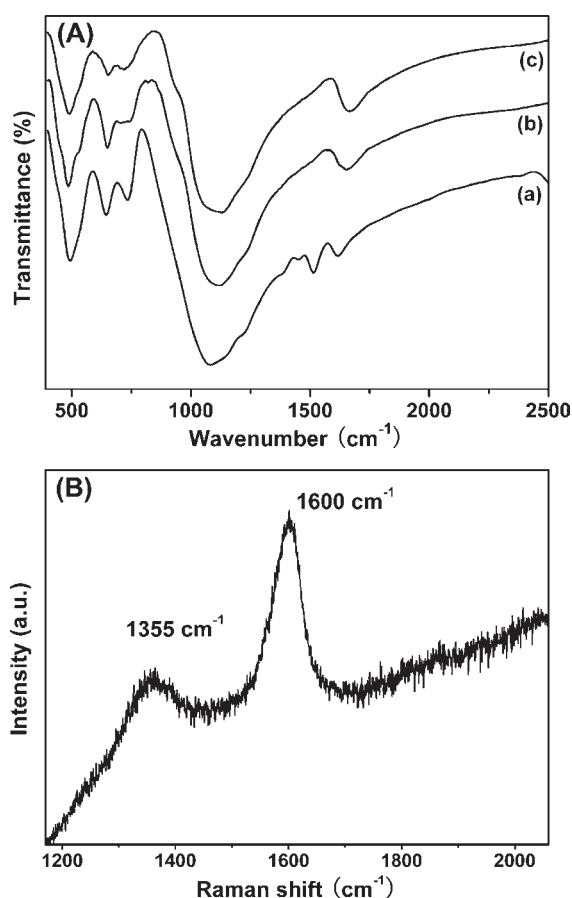 (A)
(c)
(b)
(a)
Transmittance (%)
500 1000 1500 2000 2500
Wavenumber (cm⁻¹)
(B)
1600 cm⁻¹
1355 cm⁻¹
Intensity (a.u.)
1200 1400 1600 1800 2000
Raman shift (cm⁻¹)